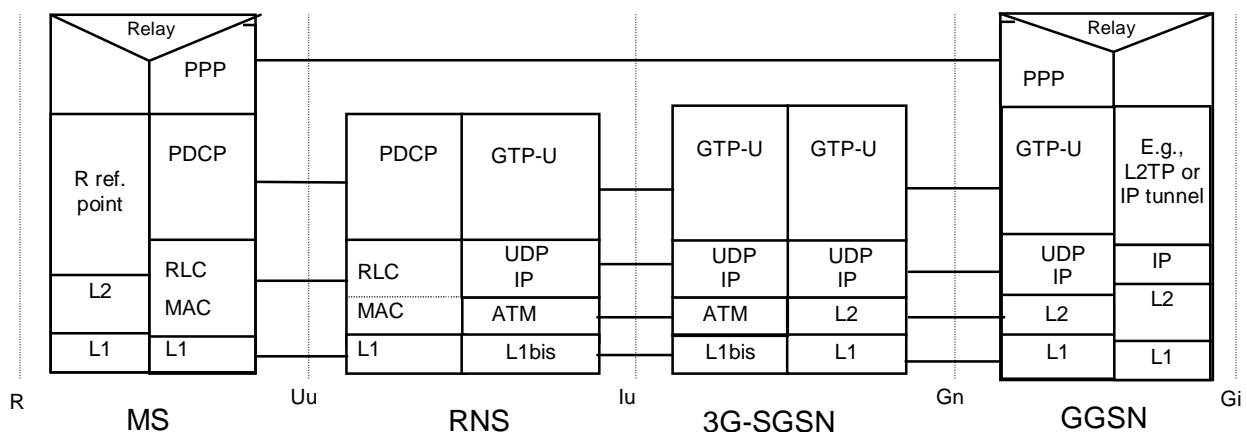 Relay
Relay
PPP
PPP
R ref.
point
PDCP
PDCP
GTP-U
GTP-U
GTP-U
GTP-U
E.g.,
L2TP or
IP tunnel
RLC
MAC
RLC
MAC
UDP
IP
UDP
IP
UDP
IP
UDP
IP
IP
L2
ATM
ATM
L2
L2
L2
L1
L1
L1
L1bis
L1bis
L1
L1
L1
R
Uu
Iu
Gn
Gi
MS
RNS
3G-SGSN
GGSN